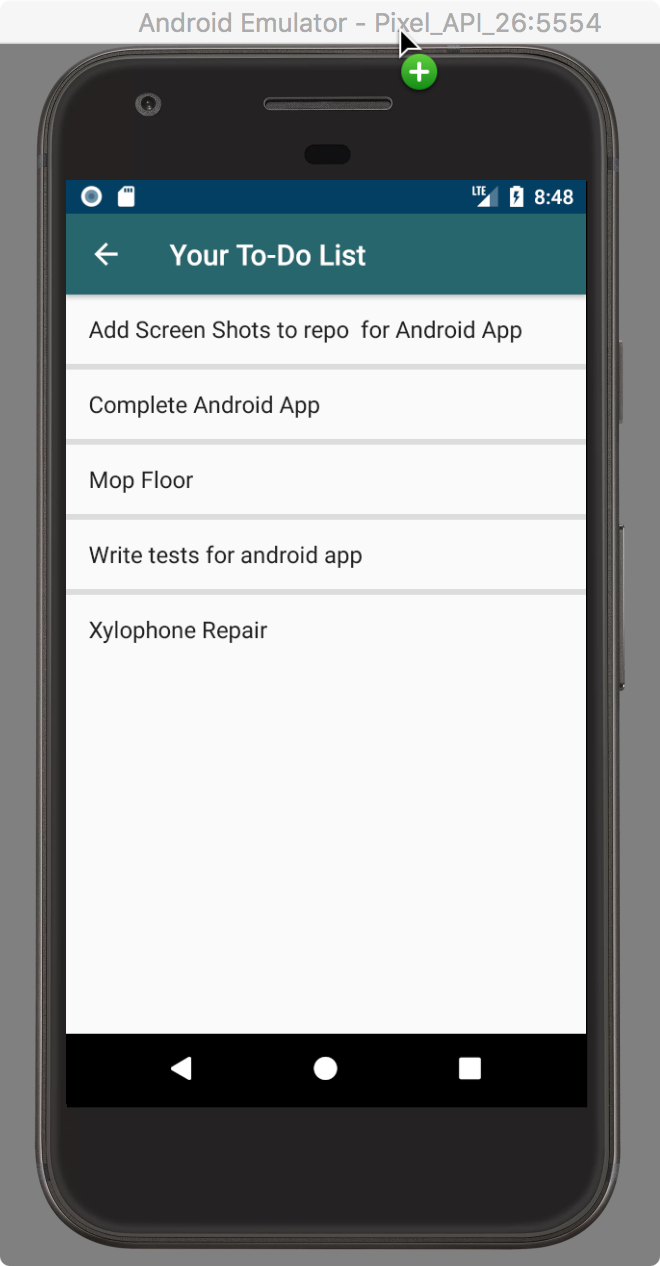 Android Emulator - Pixel_API_26:5554
LTE 8:48
Your To-Do List
Add Screen Shots to repo  for Android App
Complete Android App
Mop Floor
Write tests for android app
Xylophone Repair